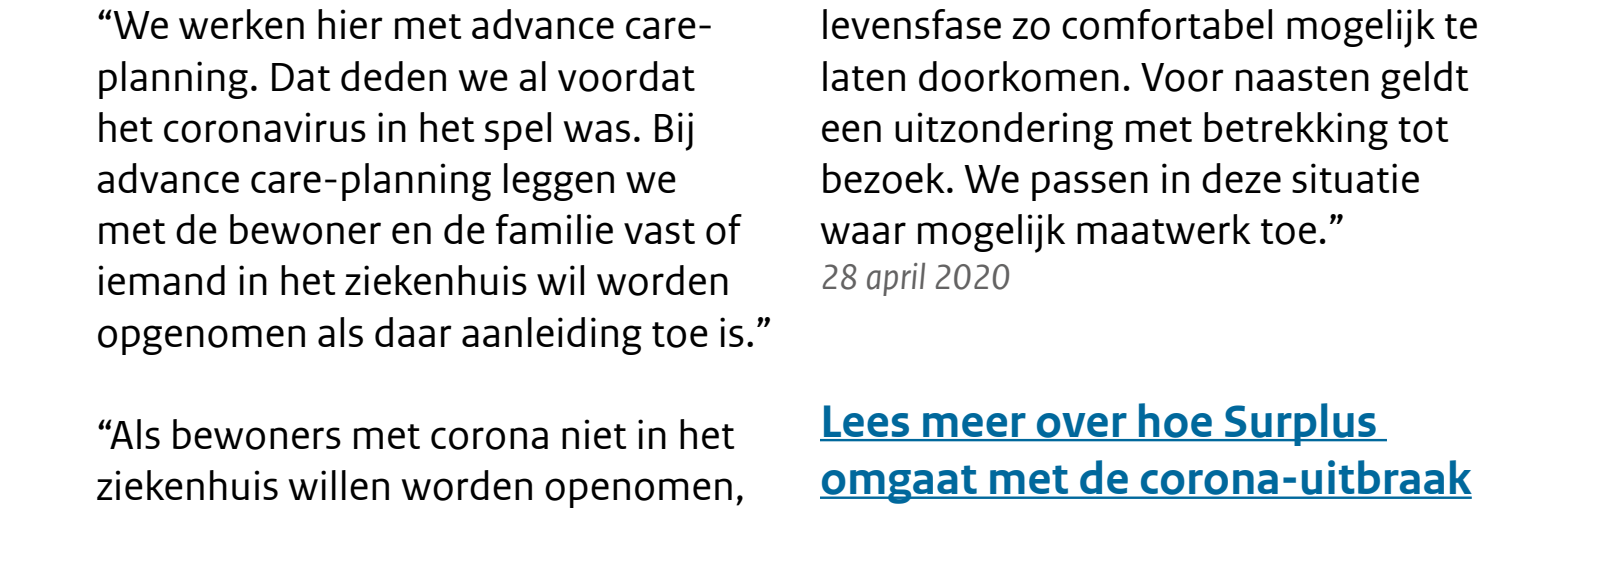 “We werken hier met advance care-
planning. Dat deden we al voordat
het coronavirus in het spel was. Bij
advance care-planning leggen we
met de bewoner en de familie vast of
iemand in het ziekenhuis wil worden
opgenomen als daar aanleiding toe is.”
“Als bewoners met corona niet in het
ziekenhuis willen worden openomen,
levensfase zo comfortabel mogelijk te
laten doorkomen. Voor naasten geldt
een uitzondering met betrekking tot
bezoek. We passen in deze situatie
waar mogelijk maatwerk toe.”
28 april 2020
Lees meer over hoe Surplus
omgaat met de corona-uitbraak